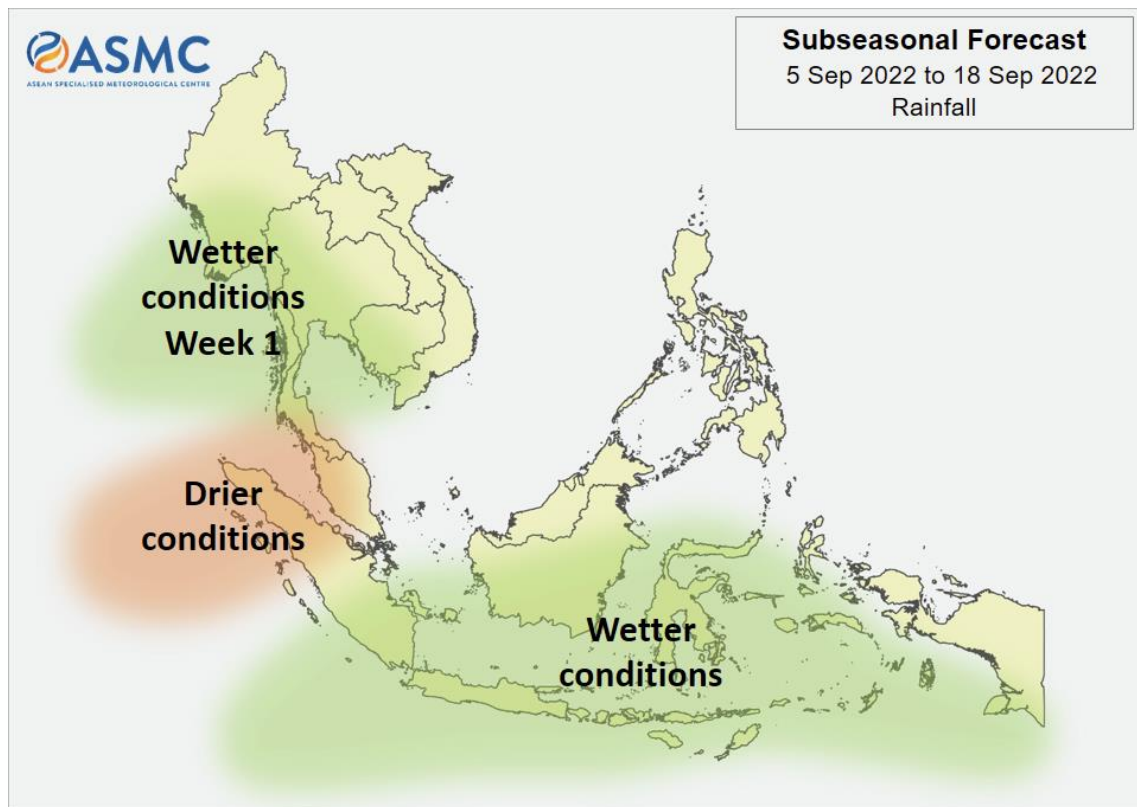 ASMC
ASEAN SPECIALISED METEOROLOGICAL CENTRE
Subseasonal Forecast
5 Sep 2022 to 18 Sep 2022
Rainfall
Wetter
conditions
Week 1
Drier
conditions
Wetter
conditions